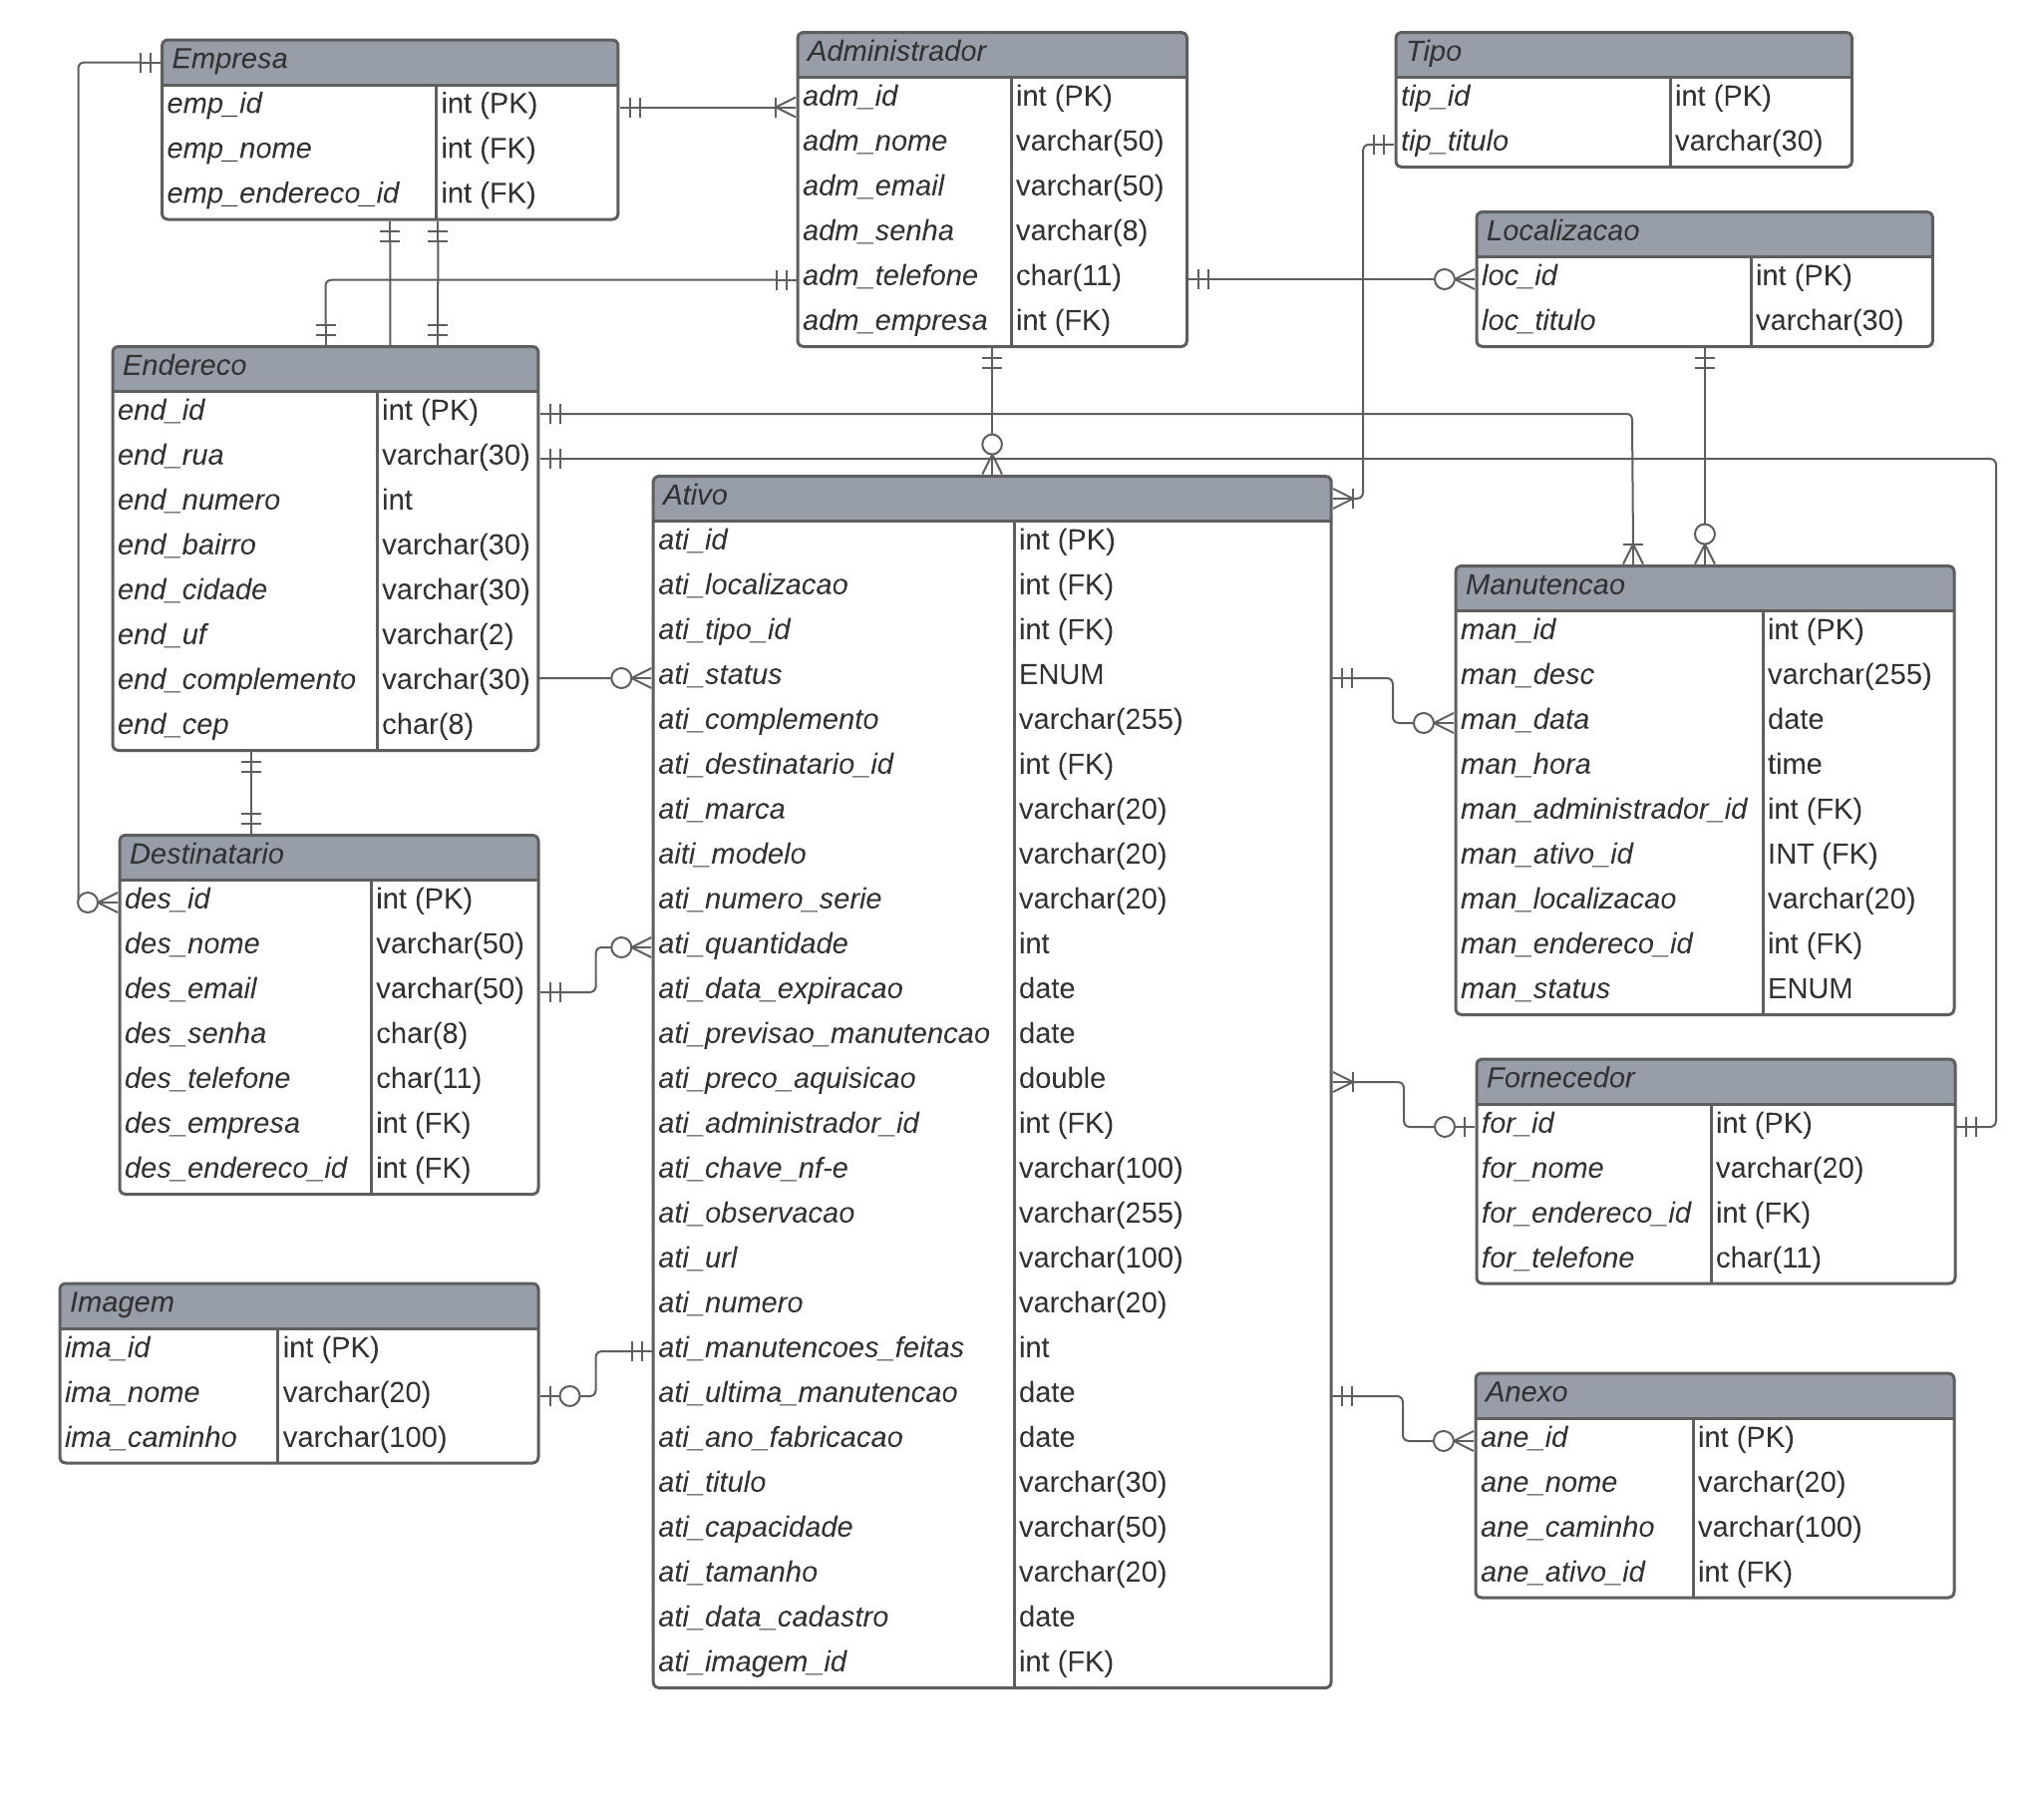 Empresa
emp_id int (PK)
emp_nome int (FK)
emp_endereco_id int (FK)
Administrador
adm_id int (PK)
adm_nome varchar(50)
adm_email varchar(50)
adm_senha varchar(8)
adm_telefone char(11)
adm_empresa int (FK)
Tipo
tip_id int (PK)
tip_titulo varchar(30)
Localizacao
loc_id int (PK)
loc_titulo varchar(30)
Endereco
end_id int (PK)
end_rua varchar(30)
end_numero int
end_bairro varchar(30)
end_cidade varchar(30)
end_uf varchar(2)
end_complemento varchar(30)
end_cep char(8)
Ativo
ati_id int (PK)
ati_localizacao int (FK)
ati_tipo_id int (FK)
ati_status ENUM
ati_complemento varchar(255)
ati_destinatario_id int (FK)
ati_marca varchar(20)
aiti_modelo varchar(20)
ati_numero_serie varchar(20)
ati_quantidade int
ati_data_expiracao date
ati_previsao_manutencao date
ati_preco_aquisicao double
ati_administrador_id int (FK)
ati_chave_nf-e varchar(100)
ati_observacao varchar(255)
ati_url varchar(100)
ati_numero varchar(20)
ati_manutencoes_feitas int
ati_ultima_manutencao date
ati_ano_fabricacao date
ati_titulo varchar(30)
ati_capacidade varchar(50)
ati_tamanho varchar(20)
ati_data_cadastro date
ati_imagem_id int (FK)
Manutencao
man_id int (PK)
man_desc varchar(255)
man_data date
man_hora time
man_administrador_id int (FK)
man_ativo_id INT (FK)
man_localizacao varchar(20)
man_endereco_id int (FK)
man_status ENUM
Destinatario
des_id int (PK)
des_nome varchar(50)
des_email varchar(50)
des_senha char(8)
des_telefone char(11)
des_empresa int (FK)
des_endereco_id int (FK)
Fornecedor
for_id int (PK)
for_nome varchar(20)
for_endereco_id int (FK)
for_telefone char(11)
Imagem
ima_id int (PK)
ima_nome varchar(20)
ima_caminho varchar(100)
Anexo
ane_id int (PK)
ane_nome varchar(20)
ane_caminho varchar(100)
ane_ativo_id int (FK)